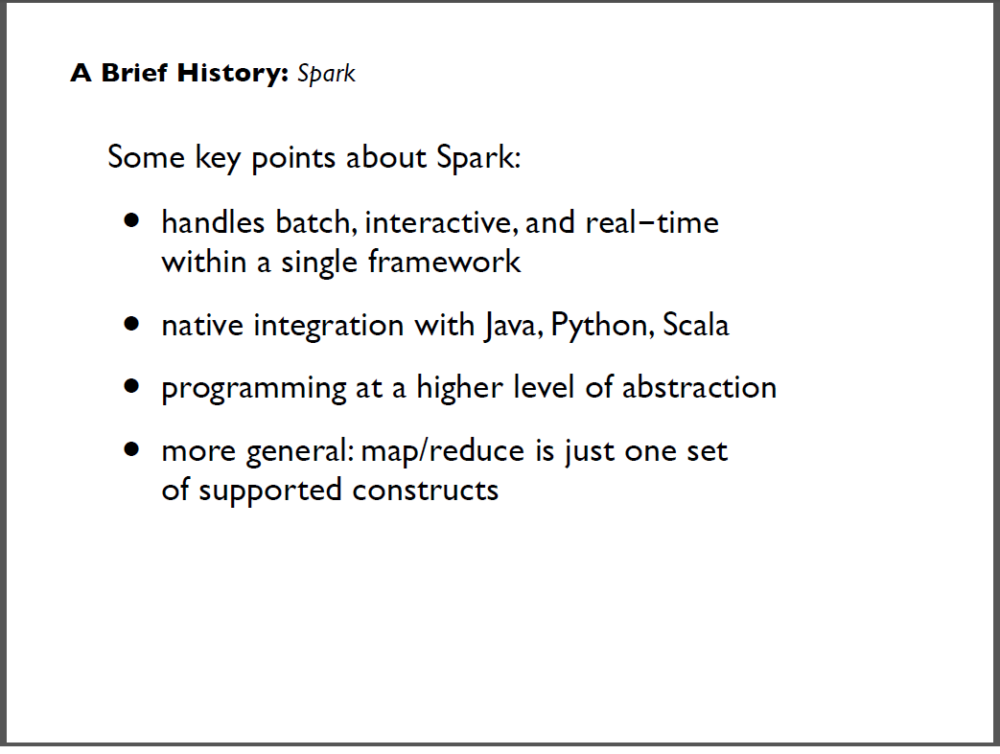 A Brief History: Spark
Some key points about Spark:
• handles batch, interactive, and real-time
within a single framework
• native integration with Java, Python, Scala
• programming at a higher level of abstraction
• more general: map/reduce is just one set
of supported constructs